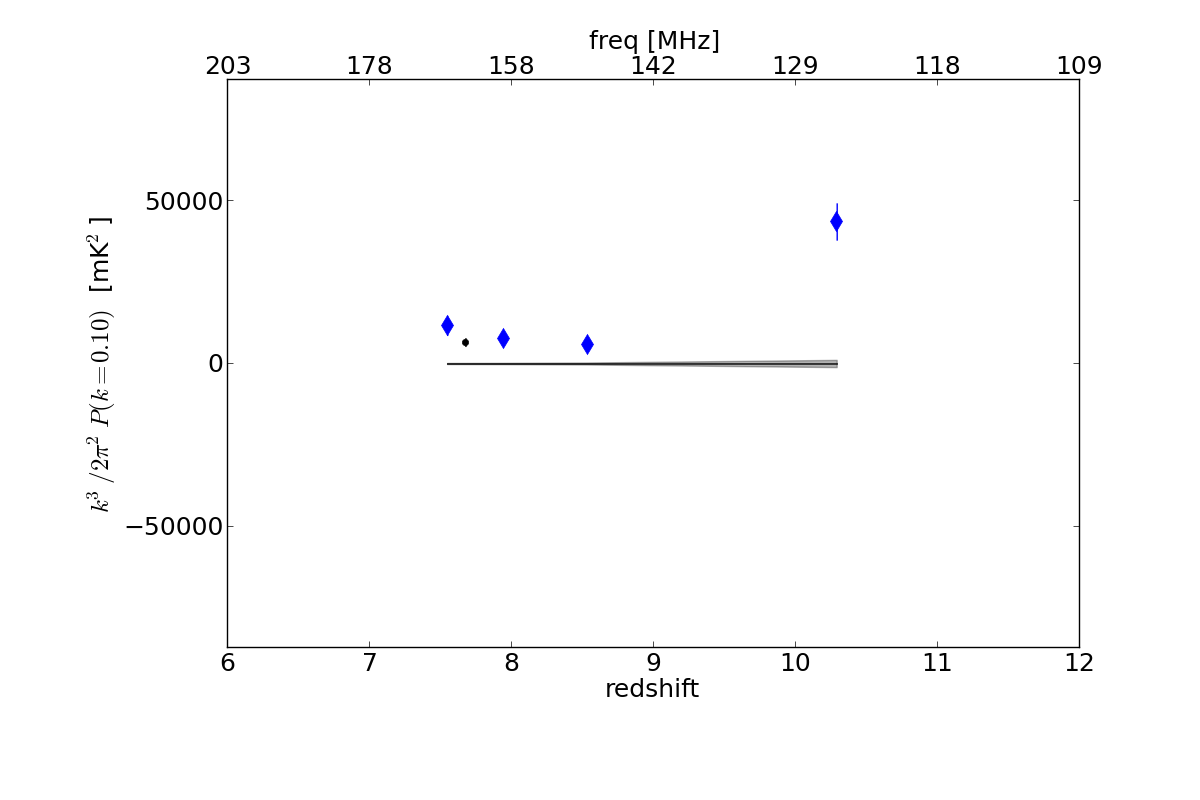 freq [MHz]
203 178 158 142 129 118 109
50000
0
−50000
k³/2π² P(k=0.10) [mK²]
6 7 8 9 10 11 12
redshift